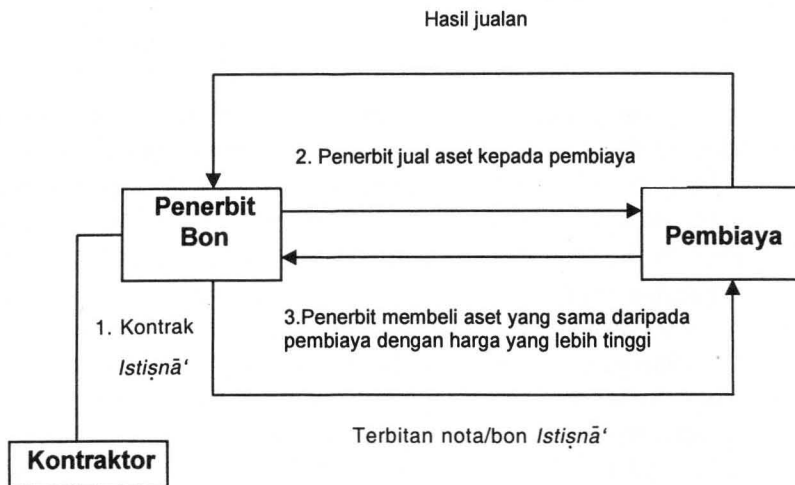 Hasil jualan
2. Penerbit jual aset kepada pembiaya
Penerbit
Bon
Pembiaya
1. Kontrak
Istiṣnā‘
3.Penerbit membeli aset yang sama daripada
pembiaya dengan harga yang lebih tinggi
Terbitan nota/bon Istiṣnā‘
Kontraktor